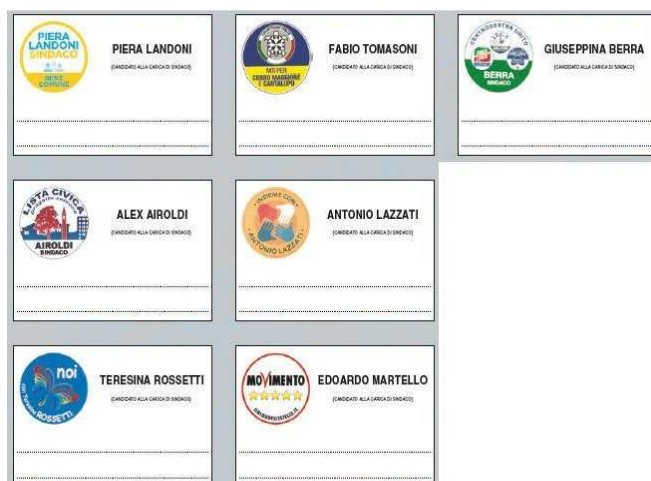 PIERA
LANDONI
SINDACO
BENE
COMUNE
PIERA LANDONI
(CANDIDATO ALLA CARICA DI SINDACO)
NOI PER
CERRO MAGGIORE
E CANTALUPO
FABIO TOMASONI
(CANDIDATO ALLA CARICA DI SINDACO)
CENTRODESTRA UNITO
BERRA
SINDACO
GIUSEPPINA BERRA
(CANDIDATO ALLA CARICA DI SINDACO)
LISTA CIVICA
AIROLDI
SINDACO
ALEX AIROLDI
(CANDIDATO ALLA CARICA DI SINDACO)
• INSIEME CON •
ANTONIO LAZZATI
ANTONIO LAZZATI
(CANDIDATO ALLA CARICA DI SINDACO)
noi
con Teresina ROSSETTI
TERESINA ROSSETTI
(CANDIDATO ALLA CARICA DI SINDACO)
MOVIMENTO
EDOARDO MARTELLO
(CANDIDATO ALLA CARICA DI SINDACO)